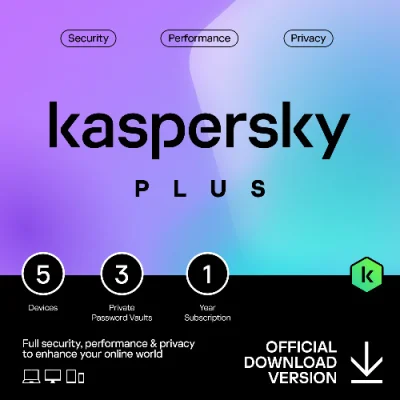 Security
Performance
Privacy
kaspersky
PLUS
5
Devices
3
Private
Password Vaults
1
Year
Subscription
k
Full security, performance & privacy
to enhance your online world
OFFICIAL
DOWNLOAD
VERSION